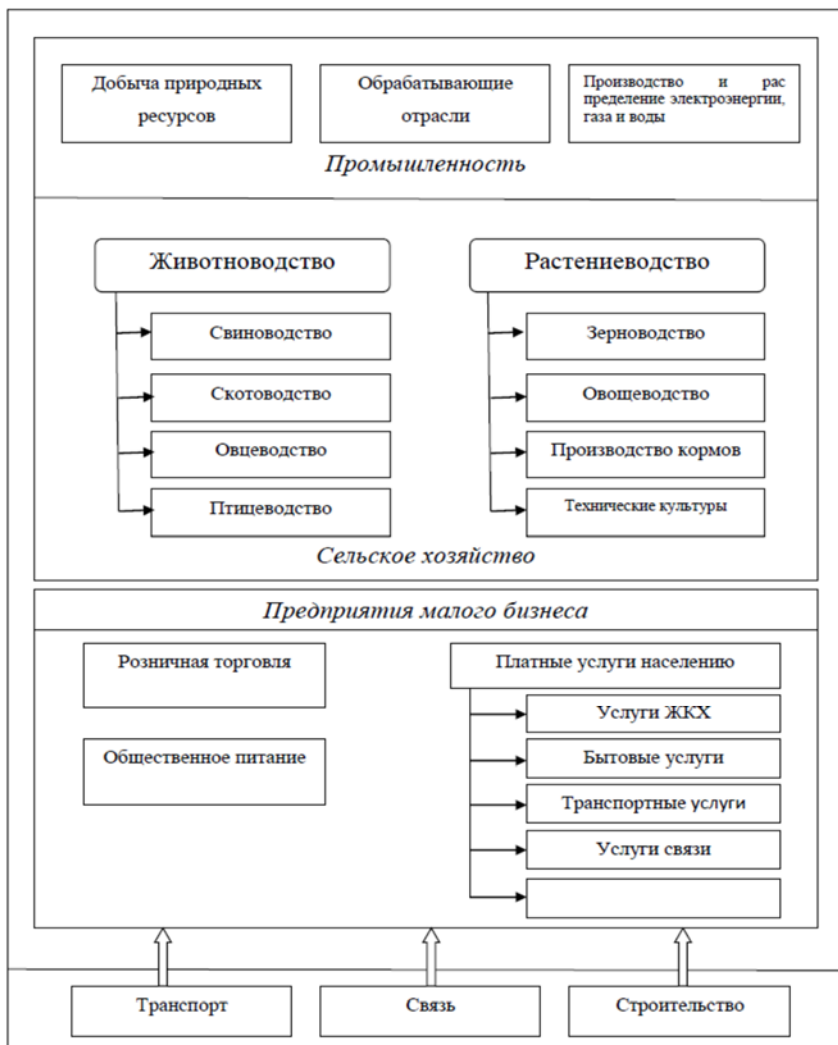 Добыча природных
ресурсов
Обрабатывающие
отрасли
Производство и рас
пределение электроэнергии,
газа и воды
Промышленность
Животноводство
Свиноводство
Скотоводство
Овцеводство
Птицеводство
Растениеводство
Зерноводство
Овощеводство
Производство кормов
Технические культуры
Сельское хозяйство
Предприятия малого бизнеса
Розничная торговля
Общественное питание
Платные услуги населению
Услуги ЖКХ
Бытовые услуги
Транспортные услуги
Услуги связи
Транспорт
Связь
Строительство